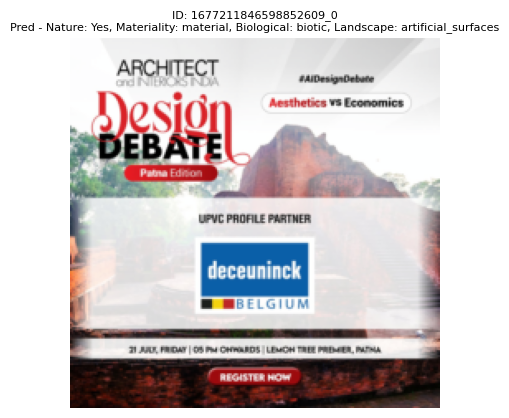 ID: 1677211846598852609_0
Pred - Nature: Yes, Materiality: material, Biological: biotic, Landscape: artificial_surfaces
ARCHITECT
and INTERIORS INDIA
Design
DEBATE
Patna Edition
#AIDesignDebate
Aesthetics vs Economics
UPVC PROFILE PARTNER
deceuninck
BELGIUM
21 JULY, FRIDAY | 05 PM ONWARDS | LEMON TREE PREMIER, PATNA
REGISTER NOW